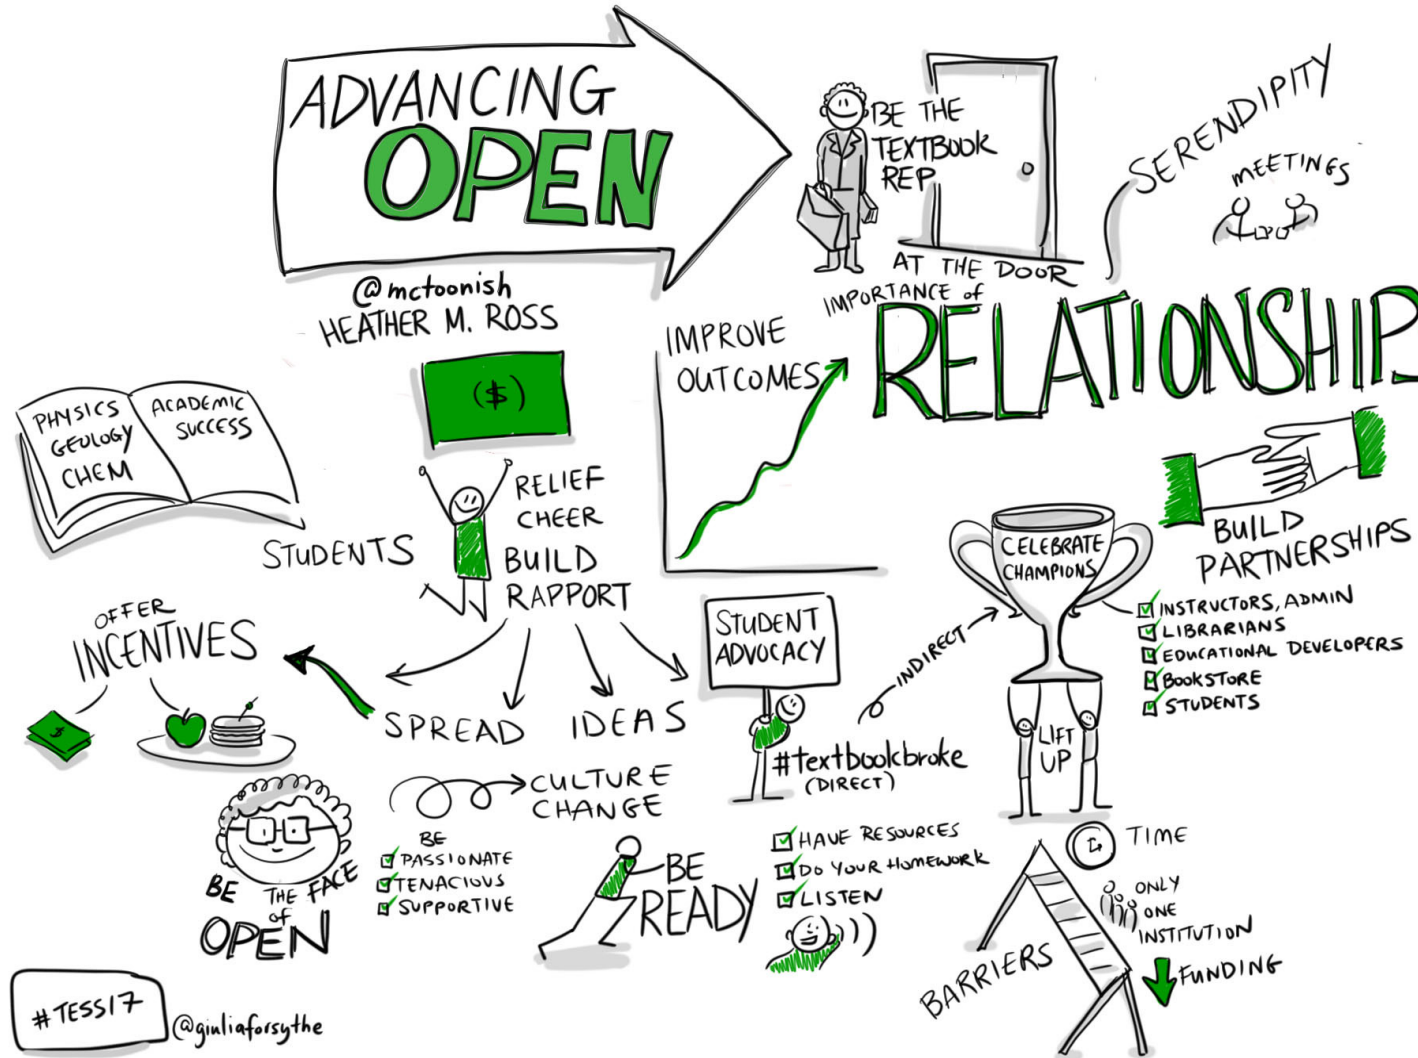 ADVANCING
OPEN
@mctoonish
HEATHER M. ROSS
BE THE
TEXTBOOK
REP
AT THE DOOR
SERENDIPITY
MEETINGS
IMPORTANCE of
RELATIONSHIPS
IMPROVE
OUTCOMES
PHYSICS
GEOLOGY
CHEM
ACADEMIC
SUCCESS
($)
STUDENTS
RELIEF
CHEER
BUILD
RAPPORT
SPREAD
IDEAS
OFFER
INCENTIVES
$
CULTURE
CHANGE
BE THE FACE
of
OPEN
BE
PASSIONATE
TENACIOUS
SUPPORTIVE
BE
READY
STUDENT
ADVOCACY
#textbookbroke
(DIRECT)
INDIRECT
HAVE RESOURCES
DO YOUR HOMEWORK
LISTEN
CELEBRATE
CHAMPIONS
LIFT
UP
BUILD
PARTNERSHIPS
INSTRUCTORS, ADMIN
LIBRARIANS
EDUCATIONAL DEVELOPERS
BOOKSTORE
STUDENTS
BARRIERS
TIME
ONLY
ONE
INSTITUTION
FUNDING
#TESS17
@giuliaforsythe